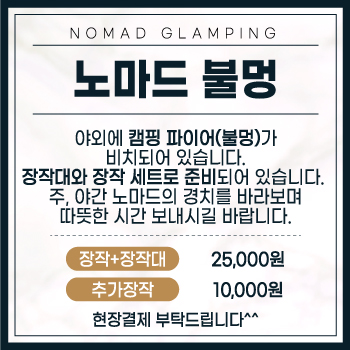 NOMAD GLAMPING
노마드 불멍
야외에 캠핑 파이어(불멍)가
비치되어 있습니다.
장작대와 장작 세트로 준비되어 있습니다.
주, 야간 노마드의 경치를 바라보며
따뜻한 시간 보내시길 바랍니다.
장작+장작대 25,000원
추가장작 10,000원
현장결제 부탁드립니다^^